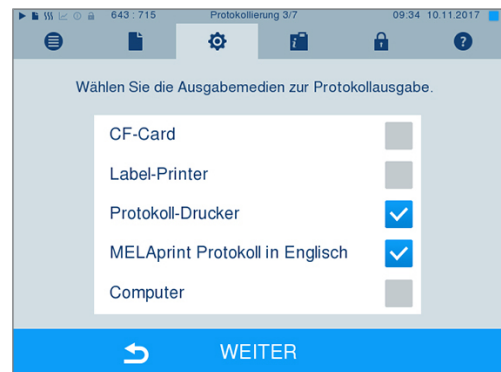 643 : 715 Protokollierung 3/7 09:34 10.11.2017
Wählen Sie die Ausgabemedien zur Protokollausgabe.
CF-Card
Label-Printer
Protokoll-Drucker
MELAprint Protokoll in Englisch
Computer
WEITER